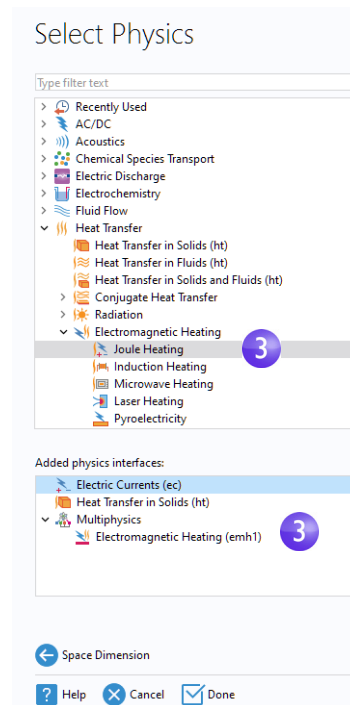 Select Physics
Type filter text
Recently Used
AC/DC
Acoustics
Chemical Species Transport
Electric Discharge
Electrochemistry
Fluid Flow
Heat Transfer
Heat Transfer in Solids (ht)
Heat Transfer in Fluids (ht)
Heat Transfer in Solids and Fluids (ht)
Conjugate Heat Transfer
Radiation
Electromagnetic Heating
Joule Heating 3
Induction Heating
Microwave Heating
Laser Heating
Pyroelectricity
Added physics interfaces:
Electric Currents (ec)
Heat Transfer in Solids (ht)
Multiphysics
Electromagnetic Heating (emh1) 3
Space Dimension
? Help Cancel Done